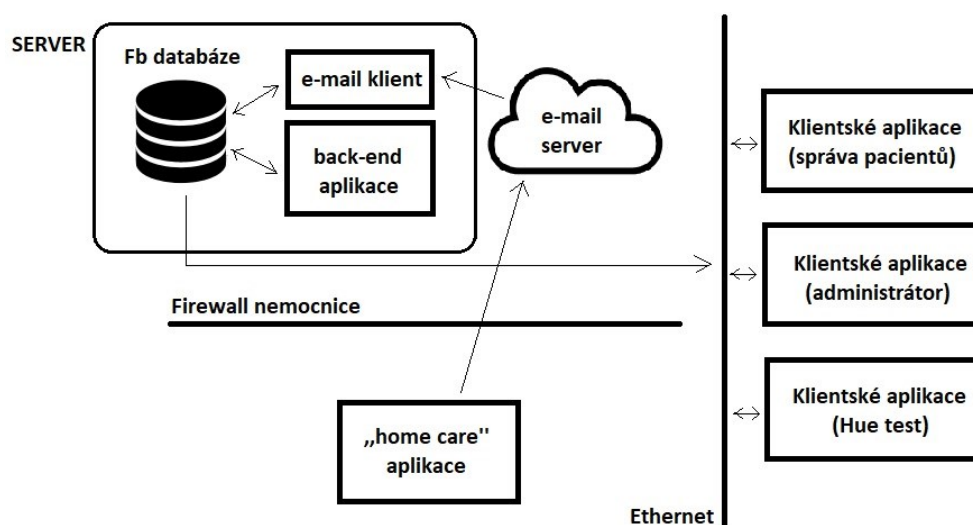 SERVER
Fb databáze
e-mail klient
back-end
aplikace
e-mail
server
Klientské aplikace
(správa pacientů)
Klientské aplikace
(administrátor)
Firewall nemocnice
Klientské aplikace
(Hue test)
,,home care''
aplikace
Ethernet